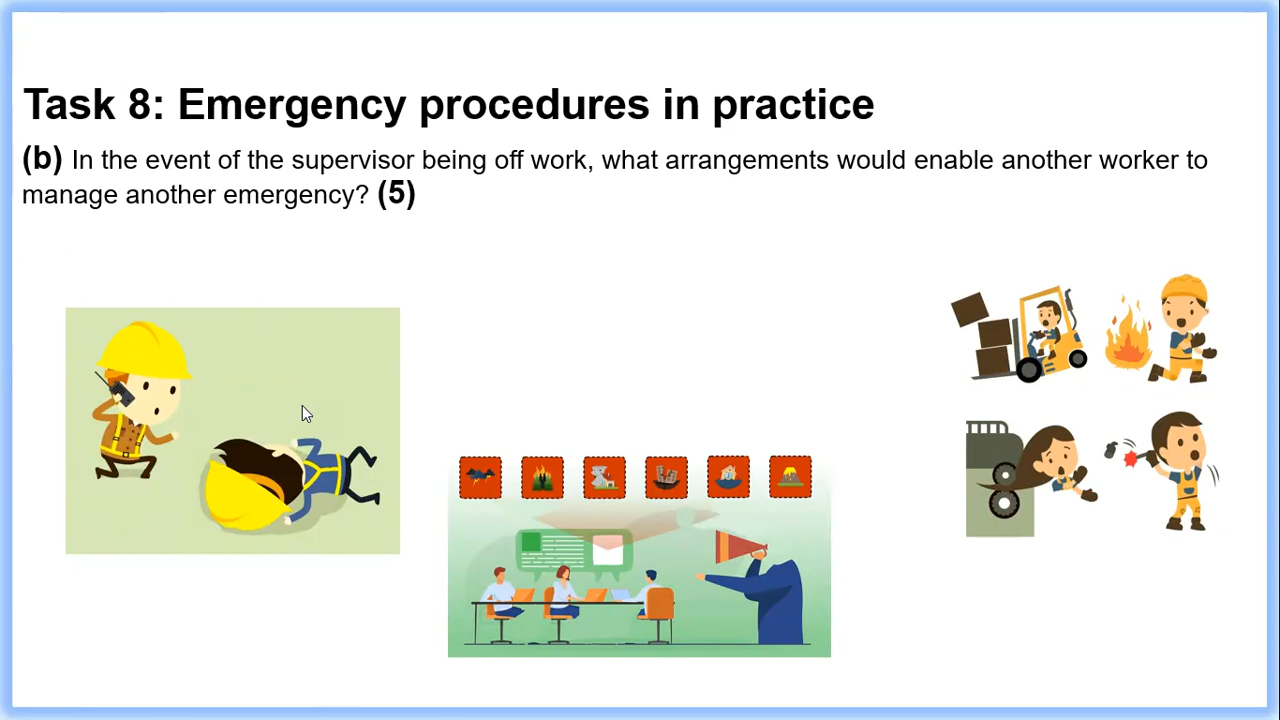 Task 8: Emergency procedures in practice
(b) In the event of the supervisor being off work, what arrangements would enable another worker to
manage another emergency? (5)